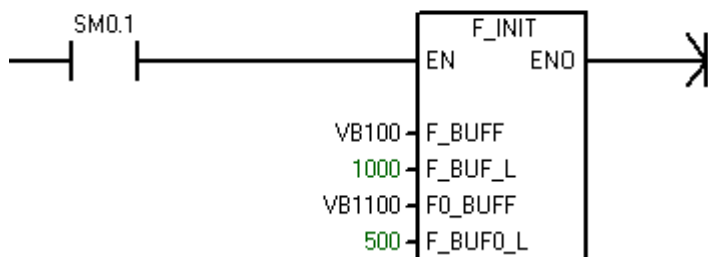 SM0.1
F_INIT
EN ENO
VB100 F_BUFF
1000 F_BUF_L
VB1100 F0_BUFF
500 F_BUF0_L